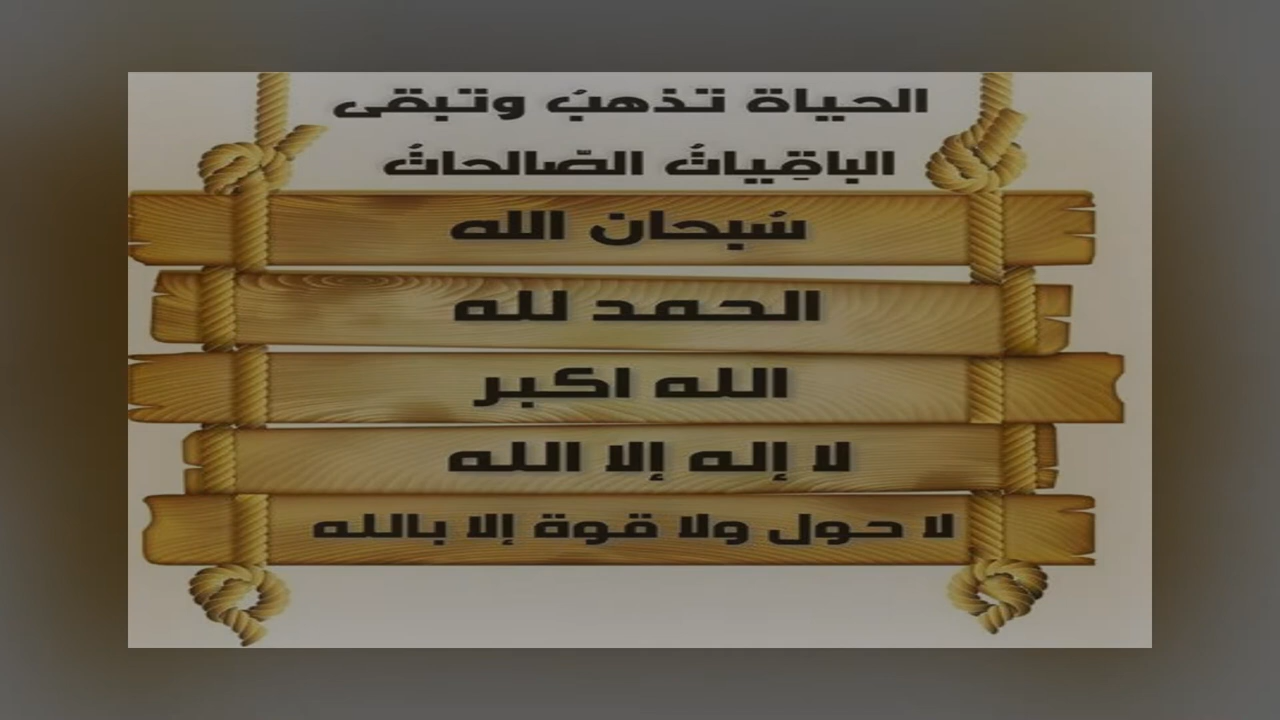 الحياة تذهبُ وتبقى
الباقِياتُ الصّالحاتُ
سُبحان الله
الحمد لله
الله اكبر
لا إله إلا الله
لا حول ولا قوة إلا بالله